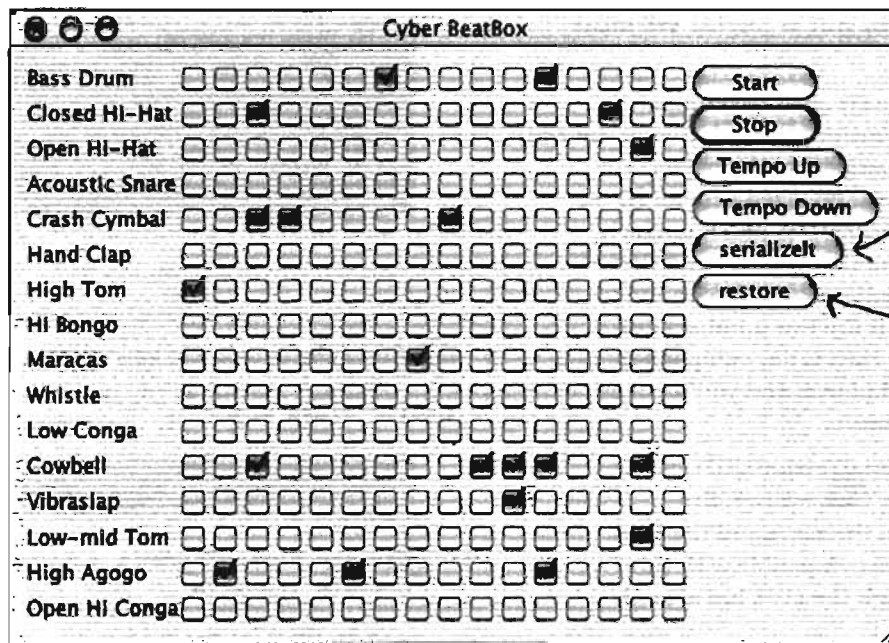 Cyber BeatBox
Bass Drum
Closed Hi-Hat
Open Hi-Hat
Acoustic Snare
Crash Cymbal
Hand Clap
High Tom
Hi Bongo
Maracas
Whistle
Low Conga
Cowbell
Vibraslap
Low-mid Tom
High Agogo
Open Hi Conga
Start
Stop
Tempo Up
Tempo Down
serializeIt
restore